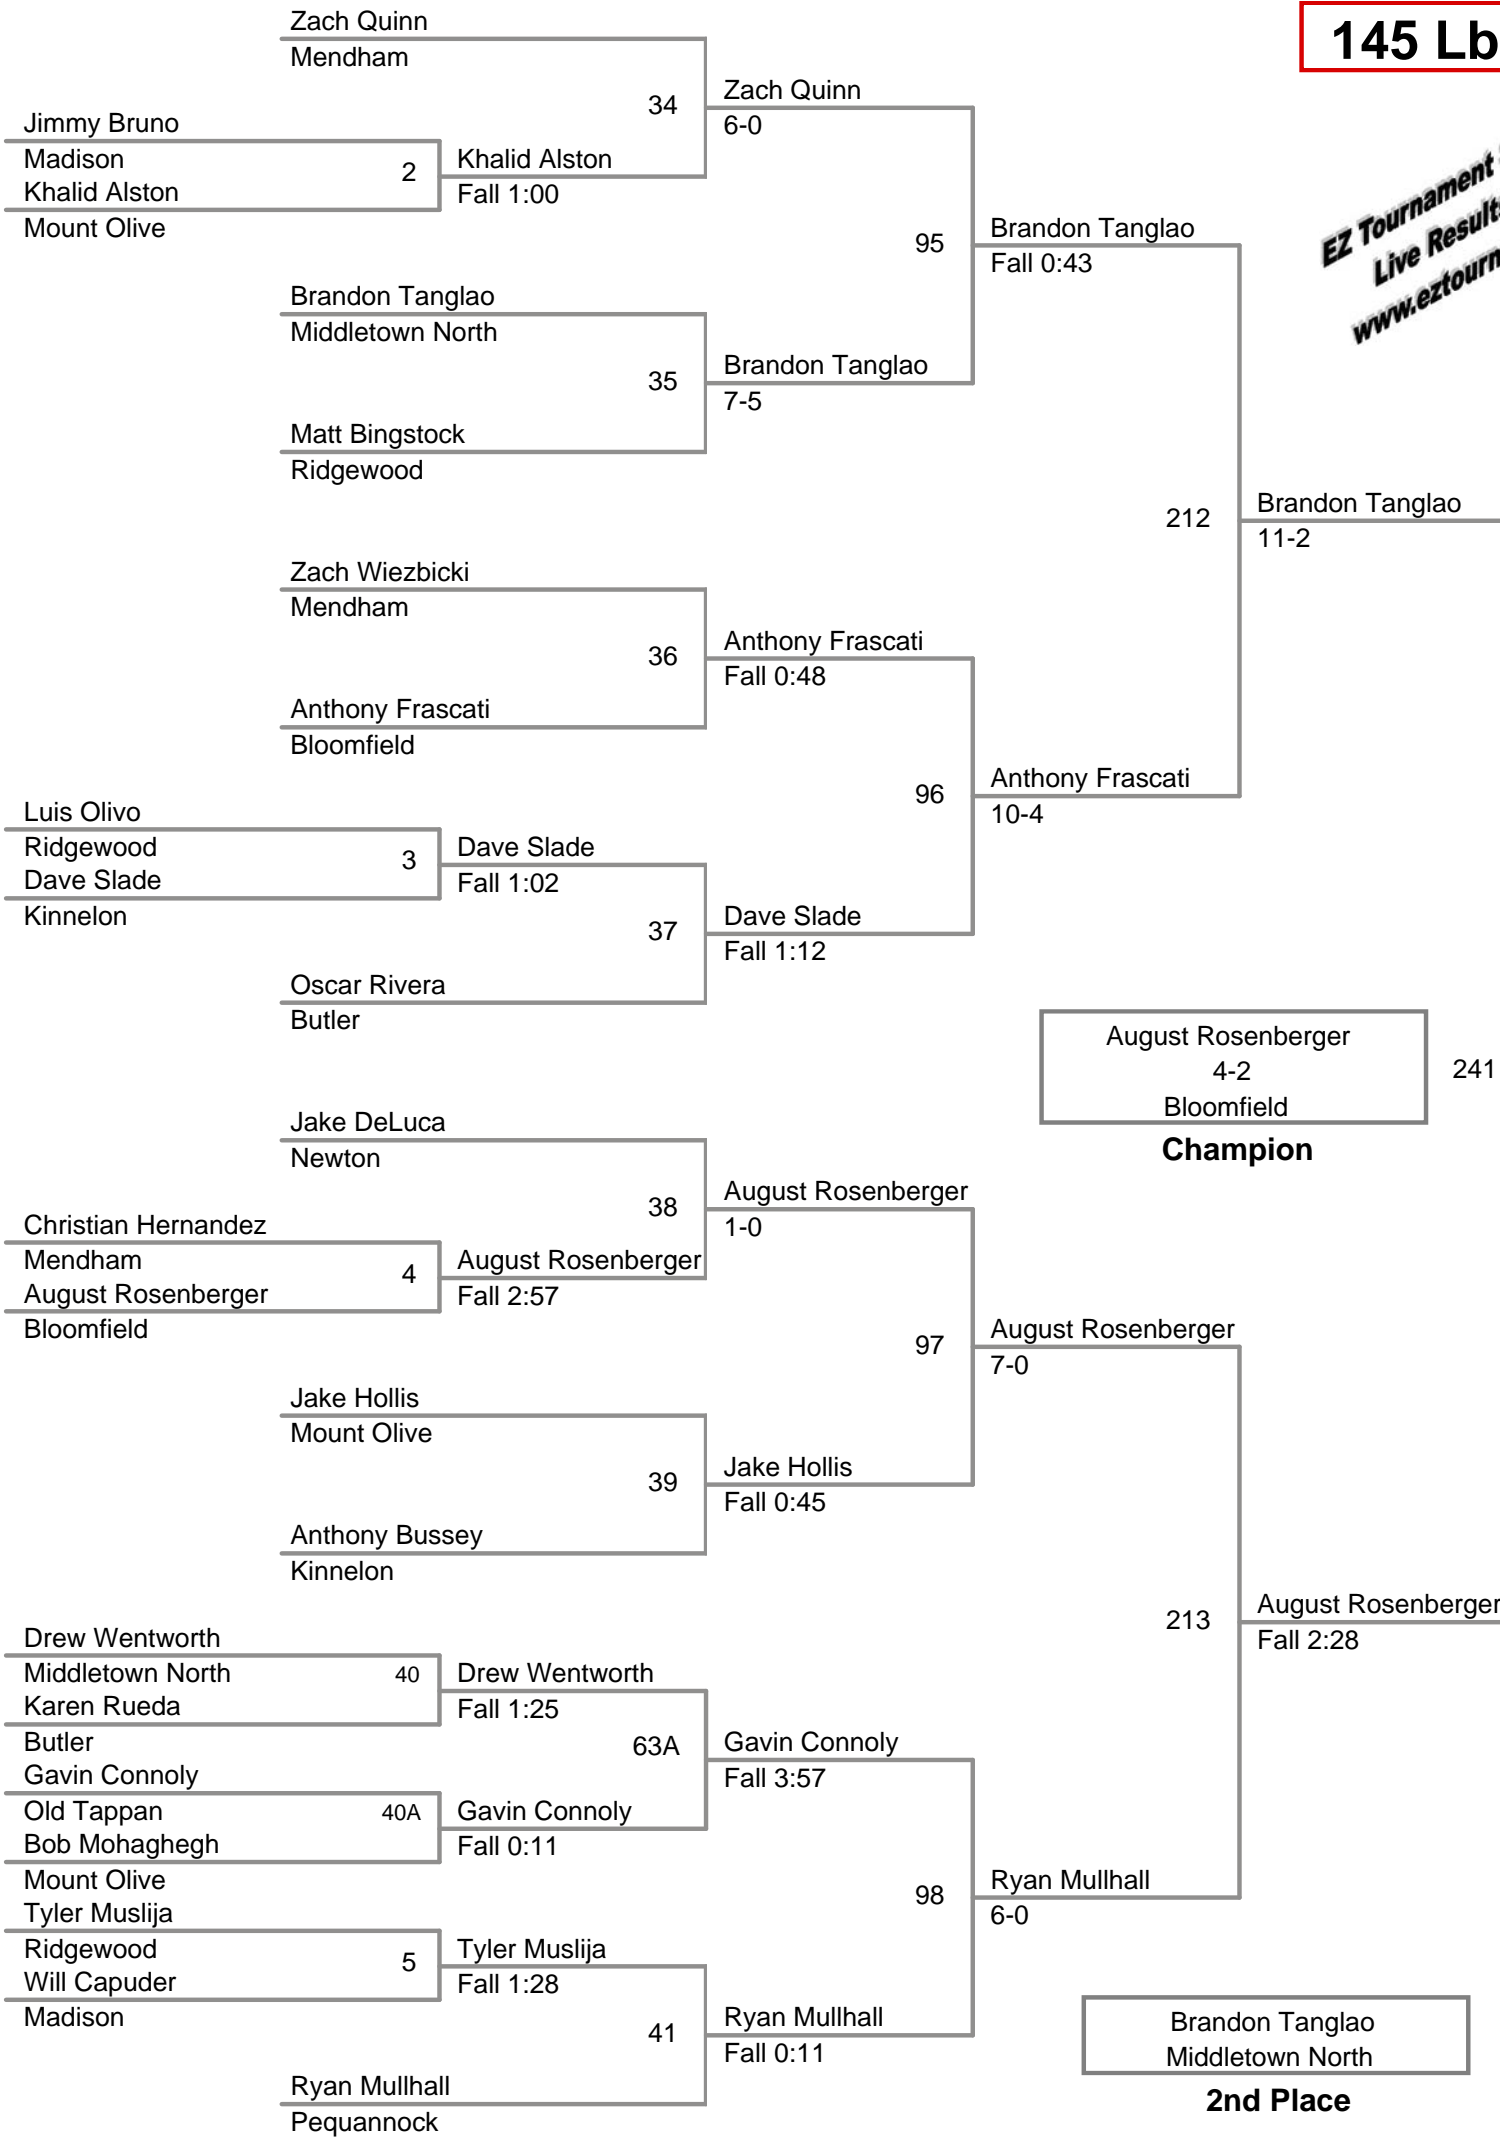 Zach Quinn
Mendham
145 Lb
34
Zach Quinn
6-0
Jimmy Bruno
Madison
Khalid Alston
Mount Olive
2
Khalid Alston
Fall 1:00
EZ Tournament
Live Results
www.eztourn
95
Brandon Tanglao
Fall 0:43
Brandon Tanglao
Middletown North
35
Brandon Tanglao
7-5
Matt Bingstock
Ridgewood
212
Brandon Tanglao
11-2
Zach Wiezbicki
Mendham
36
Anthony Frascati
Fall 0:48
Anthony Frascati
Bloomfield
96
Anthony Frascati
10-4
Luis Olivo
Ridgewood
Dave Slade
Kinnelon
3
Dave Slade
Fall 1:02
37
Dave Slade
Fall 1:12
Oscar Rivera
Butler
August Rosenberger
4-2
Bloomfield
241
Champion
Jake DeLuca
Newton
38
August Rosenberger
1-0
Christian Hernandez
Mendham
August Rosenberger
Bloomfield
4
August Rosenberger
Fall 2:57
97
August Rosenberger
7-0
Jake Hollis
Mount Olive
39
Jake Hollis
Fall 0:45
Anthony Bussey
Kinnelon
213
August Rosenberger
Fall 2:28
Drew Wentworth
Middletown North
Karen Rueda
Butler
40
Drew Wentworth
Fall 1:25
63A
Gavin Connoly
Fall 3:57
Gavin Connoly
Old Tappan
Bob Mohaghegh
Mount Olive
40A
Gavin Connoly
Fall 0:11
98
Ryan Mullhall
6-0
Tyler Muslija
Ridgewood
Will Capuder
Madison
5
Tyler Muslija
Fall 1:28
41
Ryan Mullhall
Fall 0:11
Ryan Mullhall
Pequannock
Brandon Tanglao
Middletown North
2nd Place